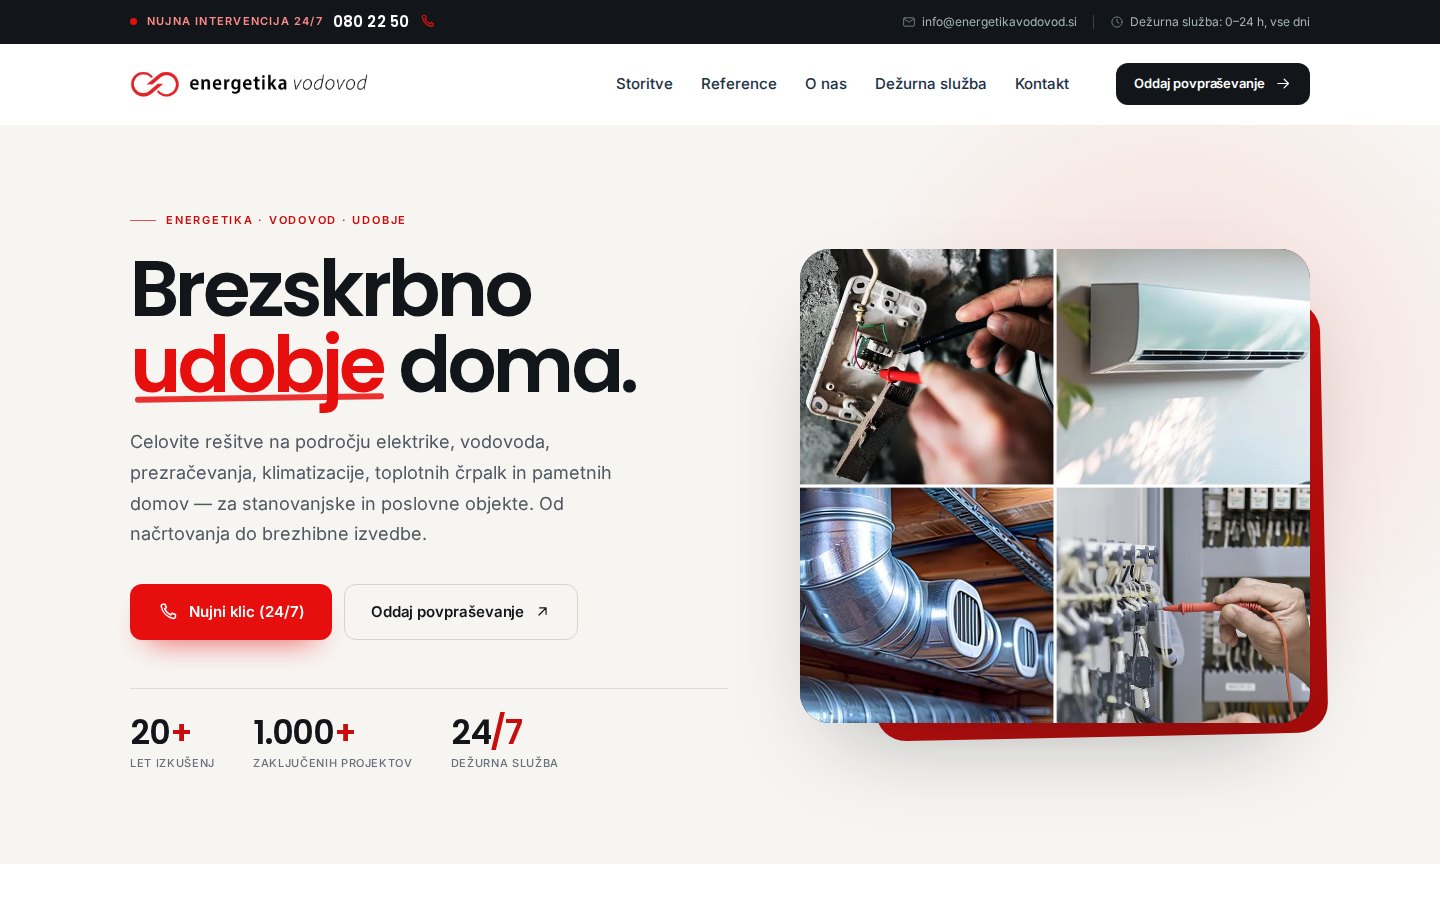 NUJNA INTERVENCIJA 24/7 080 22 50
info@energetikavodovod.si
Dežurna služba: 0–24 h, vse dni
energetika vodovod
Storitve
Reference
O nas
Dežurna služba
Kontakt
Oddaj povpraševanje
ENERGETIKA · VODOVOD · UDOBJE
Brezskrbno
udobje doma.
Celovite rešitve na področju elektrike, vodovoda,
prezračevanja, klimatizacije, toplotnih črpalk in pametnih
domov — za stanovanjske in poslovne objekte. Od
načrtovanja do brezhibne izvedbe.
Nujni klic (24/7)
Oddaj povpraševanje
20+
LET IZKUŠENJ
1.000+
ZAKLJUČENIH PROJEKTOV
24/7
DEŽURNA SLUŽBA